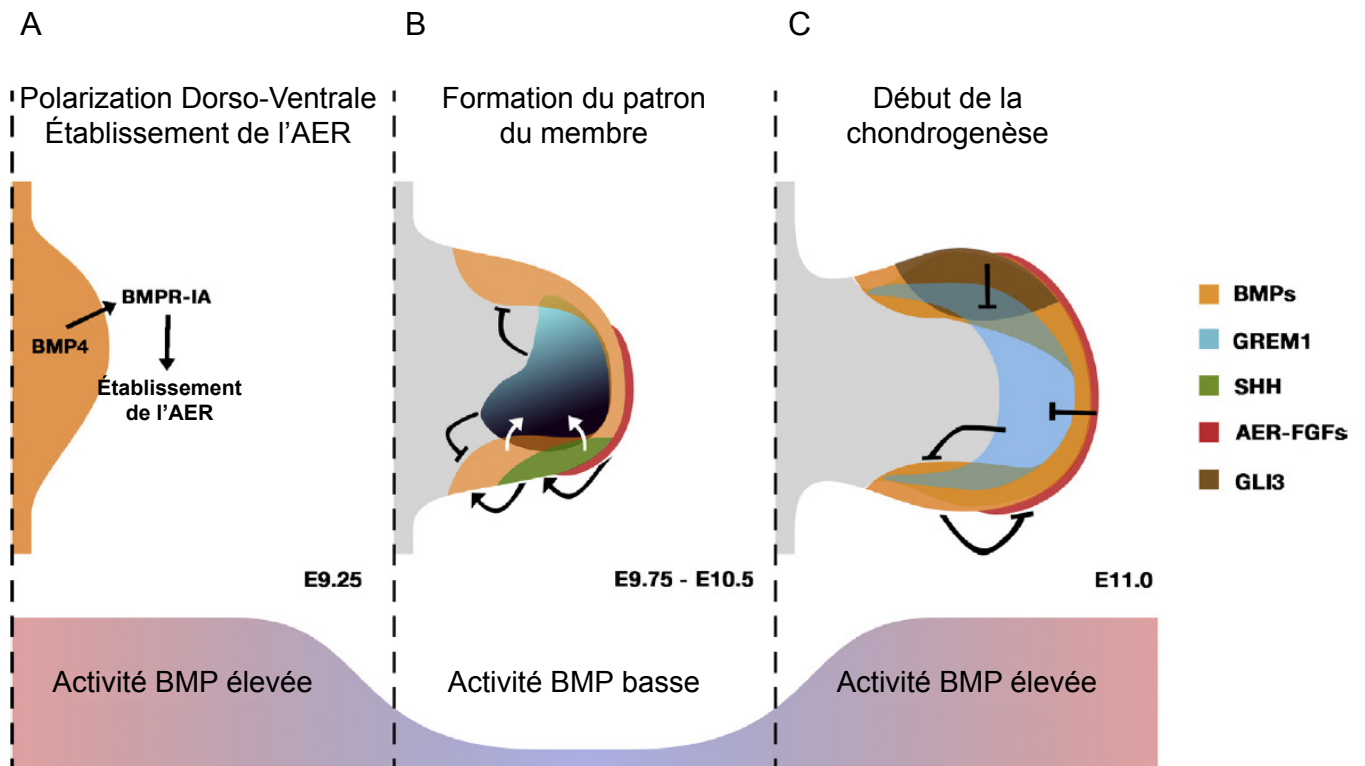 A
B
C
Polarization Dorso-Ventrale
Établissement de l'AER
Formation du patron
du membre
Début de la
chondrogenèse
BMPR-IA
BMP4
Établissement
de l'AER
BMPs
GREM1
SHH
AER-FGFs
GLI3
E9.25
E9.75 - E10.5
E11.0
Activité BMP élevée
Activité BMP basse
Activité BMP élevée